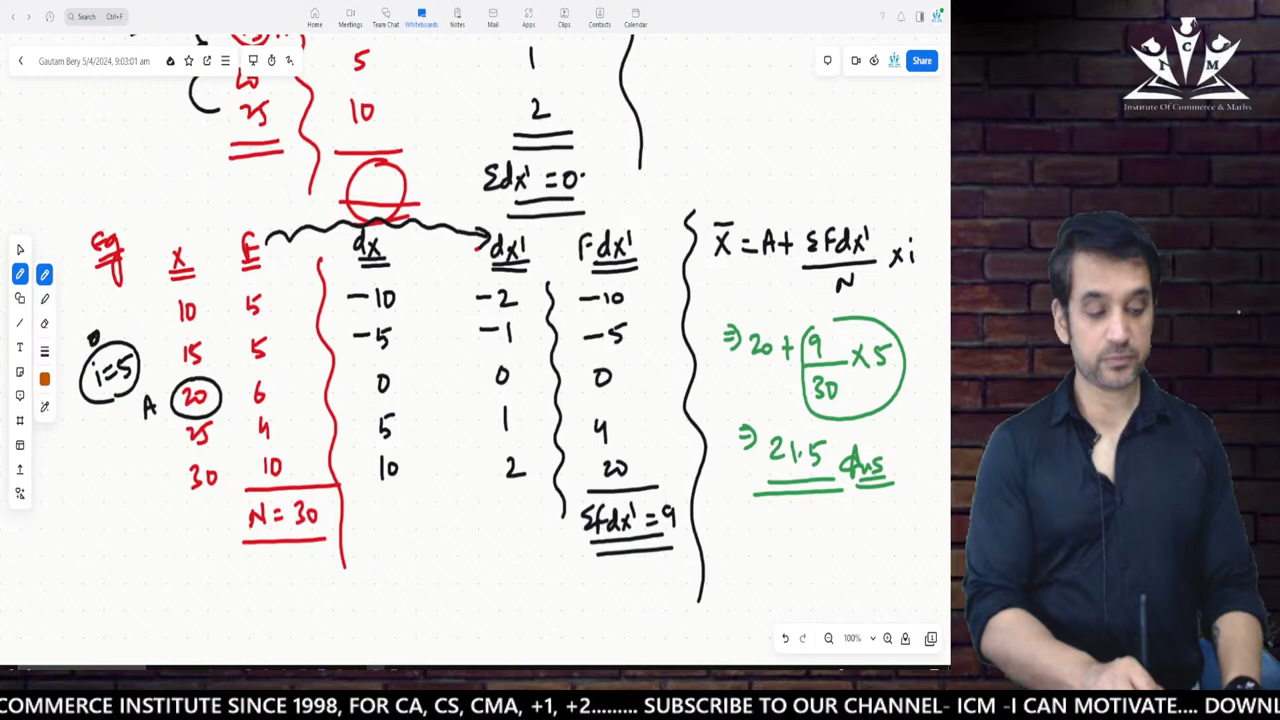 Search Ctrl+F
Home Meetings Team Chat Whiteboards Notes Mail Apps Clips Contacts Calendar
Gautam Bery 5/4/2024, 9:03:01 am
Share
ICM
Institute Of Commerce & Maths
5 1
20
25 10 2
Σdx' = 0
Eg X F dx dx' Fdx'
10 5 -10 -2 -10
15 5 -5 -1 -5
i=5
A 20 6 0 0 0
25 4 5 1 4
30 10 10 2 20
N = 30
Σfdx' = 9
X̄ = A + ΣFdx'/N × i
⇒ 20 + 9/30 × 5
⇒ 21.5 Ans
100%
COMMERCE INSTITUTE SINCE 1998, FOR CA, CS, CMA, +1, +2......... SUBSCRIBE TO OUR CHANNEL- ICM -I CAN MOTIVATE.... DOWNL